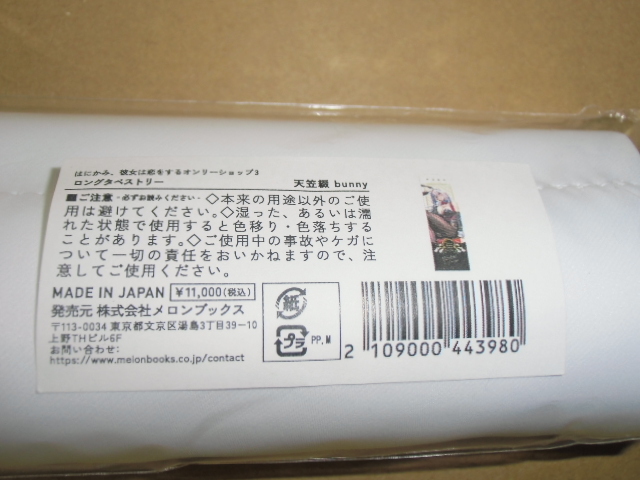 はにかみ、彼女は恋をするオンリーショップ3
ロングタペストリー
天笠綴 bunny
■ご注意 -必ずお読みください- ◇本来の用途以外のご使
用は避けてください。◇湿った、あるいは濡
れた状態で使用すると色移り・色落ちする
ことがあります。◇ご使用中の事故やケガに
ついて一切の責任をおいかねますので、注
意してご使用ください。
MADE IN JAPAN ¥11,000(税込)
発売元 株式会社メロンブックス
〒113-0034 東京都文京区湯島3丁目39-10
上野THビル6F
お問い合わせ:
https://www.melonbooks.co.jp/contact
紙
プラ
PP, M
2 109000 443980